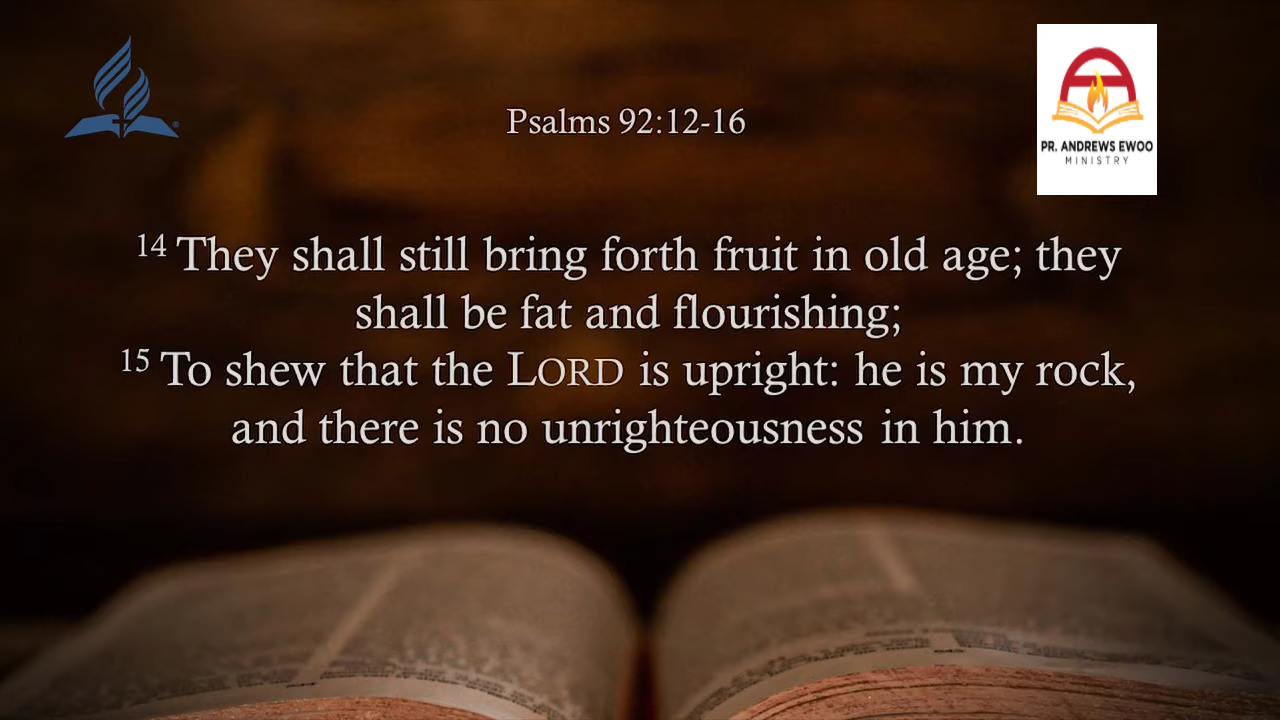 Psalms 92:12-16
PR. ANDREWS EWOO
MINISTRY
14 They shall still bring forth fruit in old age; they
shall be fat and flourishing;
15 To shew that the LORD is upright: he is my rock,
and there is no unrighteousness in him.